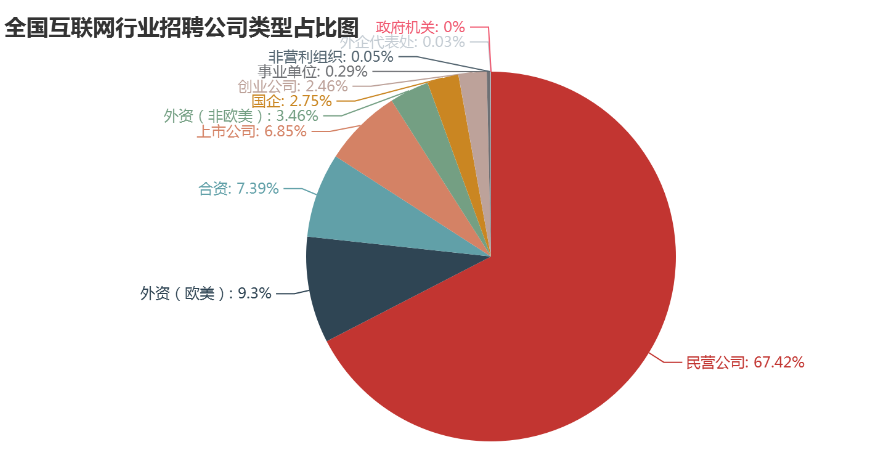 全国互联网行业招聘公司类型占比图
政府机关: 0%
外企代表处: 0.03%
非营利组织: 0.05%
事业单位: 0.29%
创业公司: 2.46%
国企: 2.75%
外资（非欧美）: 3.46%
上市公司: 6.85%
合资: 7.39%
外资（欧美）: 9.3%
民营公司: 67.42%